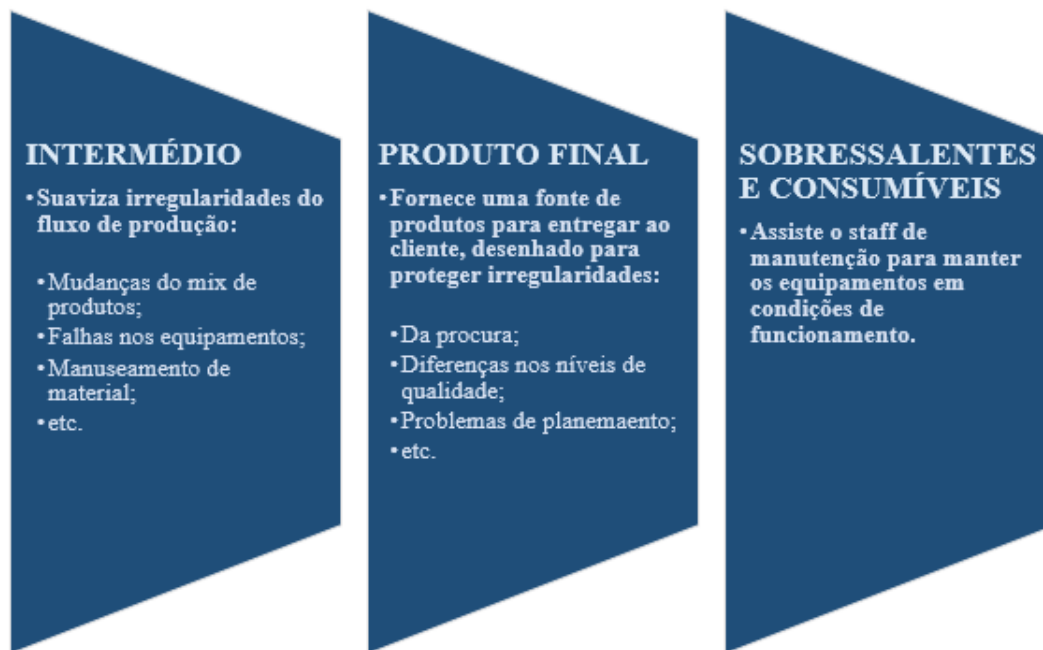 INTERMÉDIO
•Suaviza irregularidades do
fluxo de produção:
•Mudanças do mix de
produtos;
•Falhas nos equipamentos;
•Manuseamento de
material;
•etc.
PRODUTO FINAL
•Fornece uma fonte de
produtos para entregar ao
cliente, desenhado para
proteger irregularidades:
•Da procura;
•Diferenças nos níveis de
qualidade;
•Problemas de planemaento;
•etc.
SOBRESSALENTES
E CONSUMÍVEIS
•Assiste o staff de
manutenção para manter
os equipamentos em
condições de
funcionamento.